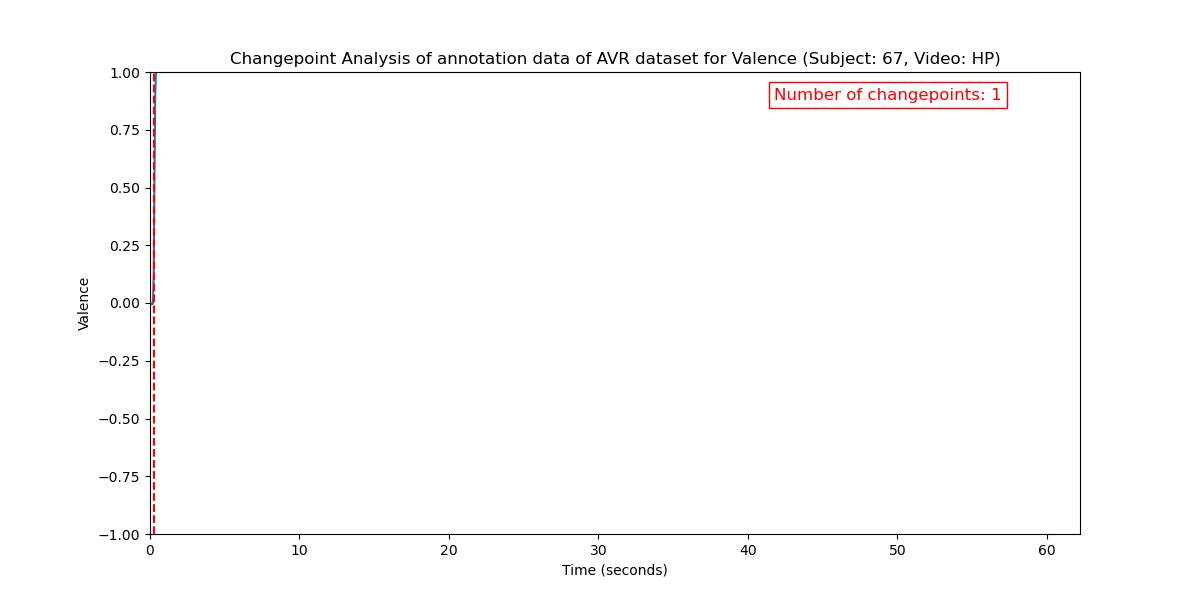 Changepoint Analysis of annotation data of AVR dataset for Valence (Subject: 67, Video: HP)
Number of changepoints: 1
1.00
0.75
0.50
0.25
0.00
−0.25
−0.50
−0.75
−1.00
Valence
0 10 20 30 40 50 60
Time (seconds)